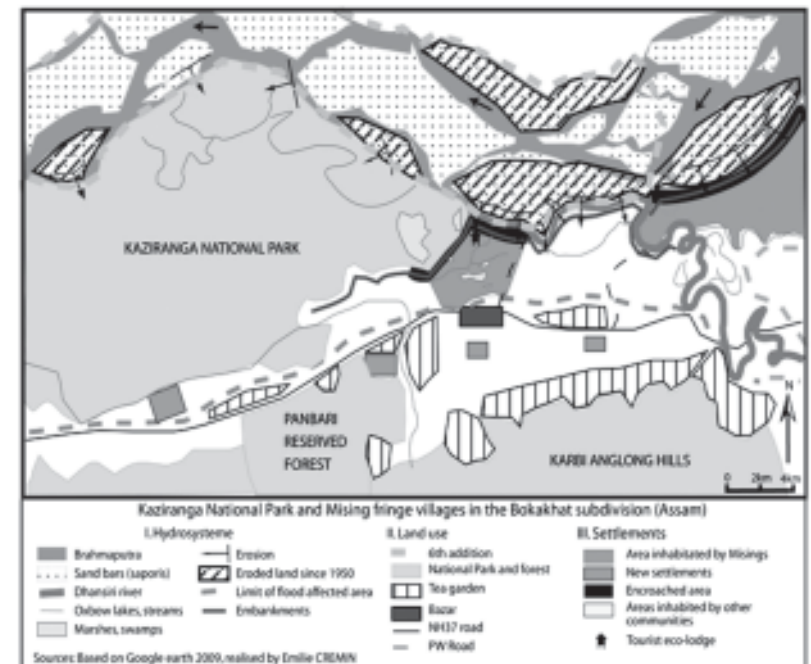 KAZIRANGA NATIONAL PARK
PANBARI
RESERVED
FOREST
KARBI ANGLONG HILLS
N
0 2km 4km
Kaziranga National Park and Mising fringe villages in the Bokakhat subdivision (Assam)
I. Hydrosysteme
Brahmaputra
Sand bars (saporis)
Dhansiri river
Oxbow lakes, streams
Marshes, swamps
Erosion
Eroded land since 1950
Limit of flood affected area
Embankments
II. Land use
6th addition
National Park and forest
Tea garden
Bazar
NH37 road
PW Road
III. Settlements
Area inhabitated by Misings
New settlements
Encroached area
Areas inhabited by other
communities
Tourist eco-lodge
Sources: Based on Google earth 2009, realised by Emilie CREMIN